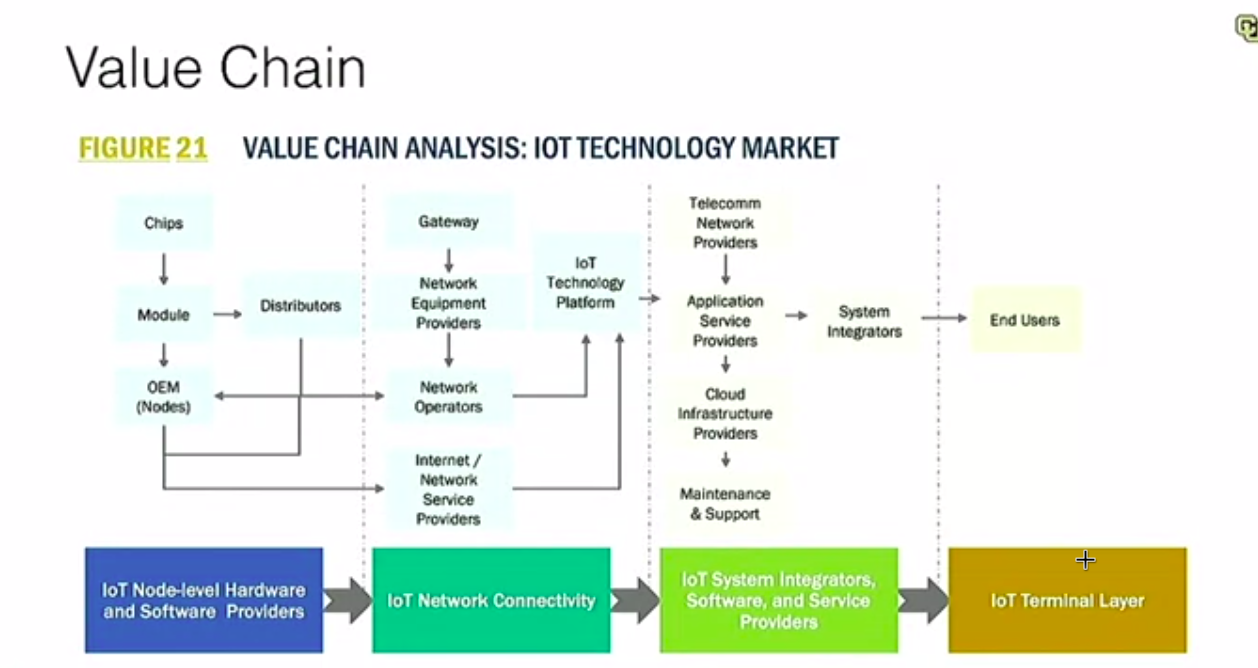 Value Chain
FIGURE 21 VALUE CHAIN ANALYSIS: IOT TECHNOLOGY MARKET
Chips
Module
Distributors
OEM
(Nodes)
Gateway
Network
Equipment
Providers
Network
Operators
Internet /
Network
Service
Providers
IoT
Technology
Platform
Telecomm
Network
Providers
Application
Service
Providers
Cloud
Infrastructure
Providers
Maintenance
& Support
System
Integrators
End Users
IoT Node-level Hardware
and Software Providers
IoT Network Connectivity
IoT System Integrators,
Software, and Service
Providers
IoT Terminal Layer